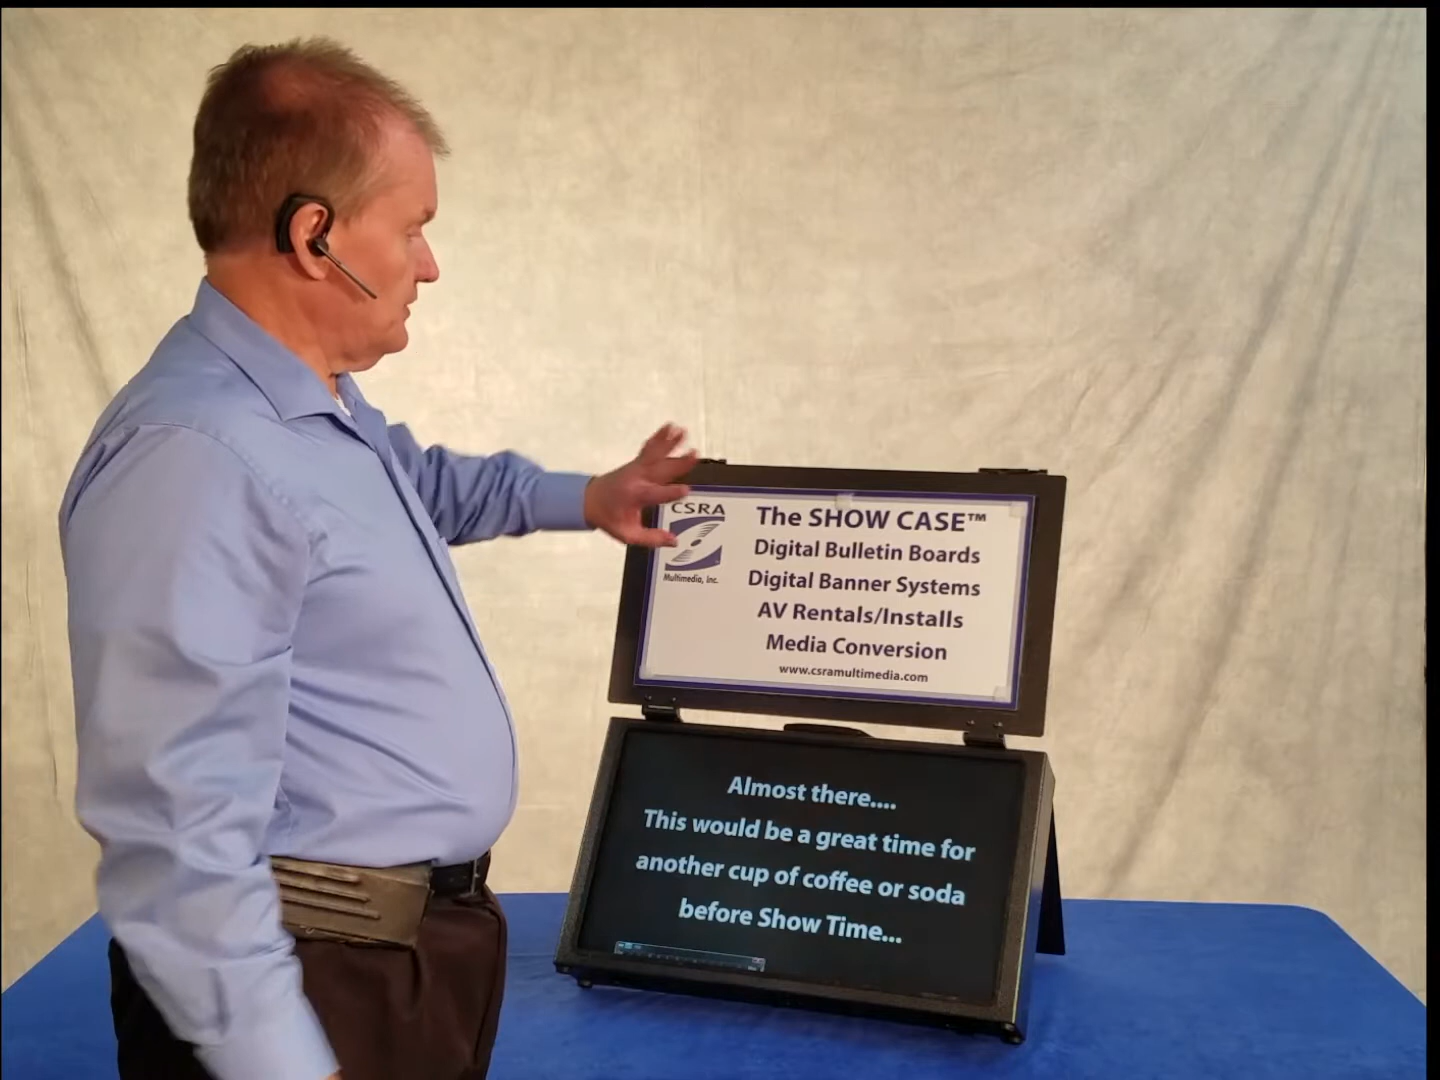 CSRA
Multimedia, Inc.
The SHOW CASE™
Digital Bulletin Boards
Digital Banner Systems
AV Rentals/Installs
Media Conversion
www.csramultimedia.com
Almost there....
This would be a great time for
another cup of coffee or soda
before Show Time...